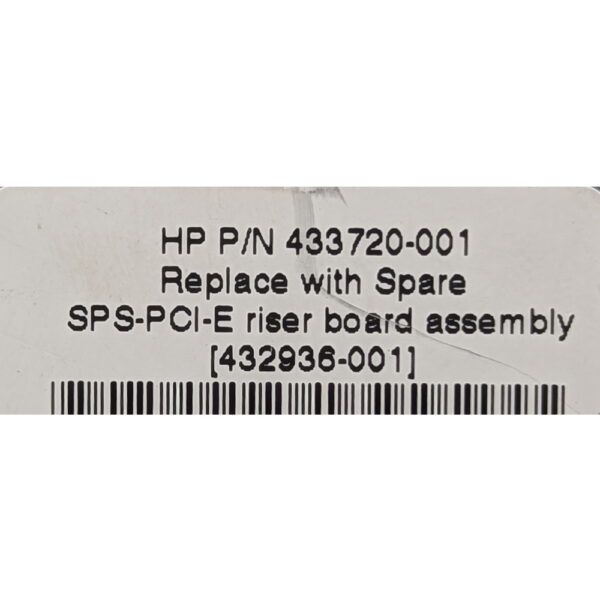 HP P/N 433720-001
Replace with Spare
SPS-PCI-E riser board assembly
[432936-001]